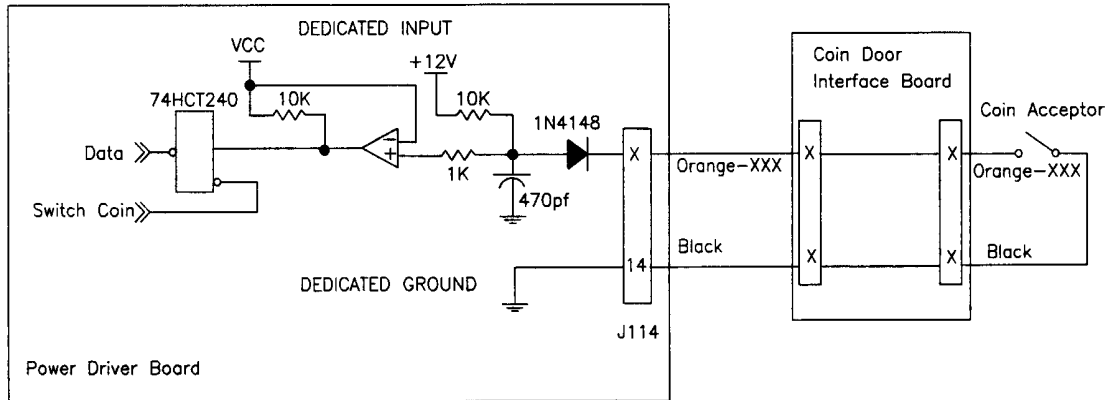 DEDICATED INPUT
VCC
+12V
74HCT240
10K
10K
1N4148
Data
1K
X
Orange-XXX
470pf
Switch Coin
Black
DEDICATED GROUND
14
J114
Power Driver Board
Coin Door
Interface Board
Coin Acceptor
X
X
Orange-XXX
X
X
Black